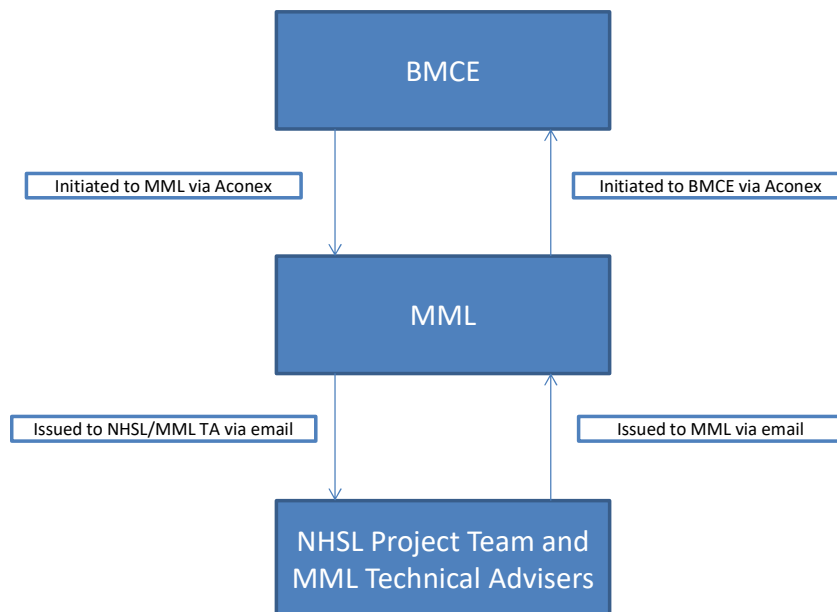 BMCE
Initiated to MML via Aconex
Initiated to BMCE via Aconex
MML
Issued to NHSL/MML TA via email
Issued to MML via email
NHSL Project Team and
MML Technical Advisers